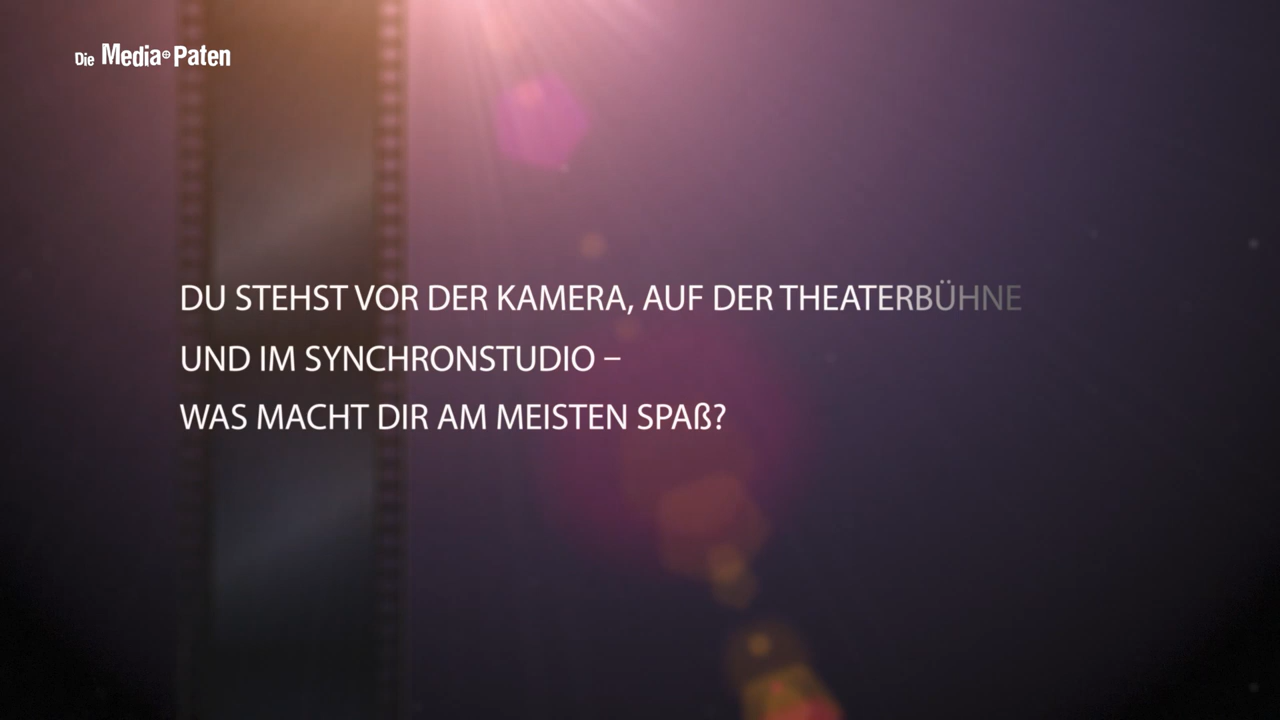 Die Media Paten
DU STEHST VOR DER KAMERA, AUF DER THEATERBÜHNE
UND IM SYNCHRONSTUDIO –
WAS MACHT DIR AM MEISTEN SPAß?